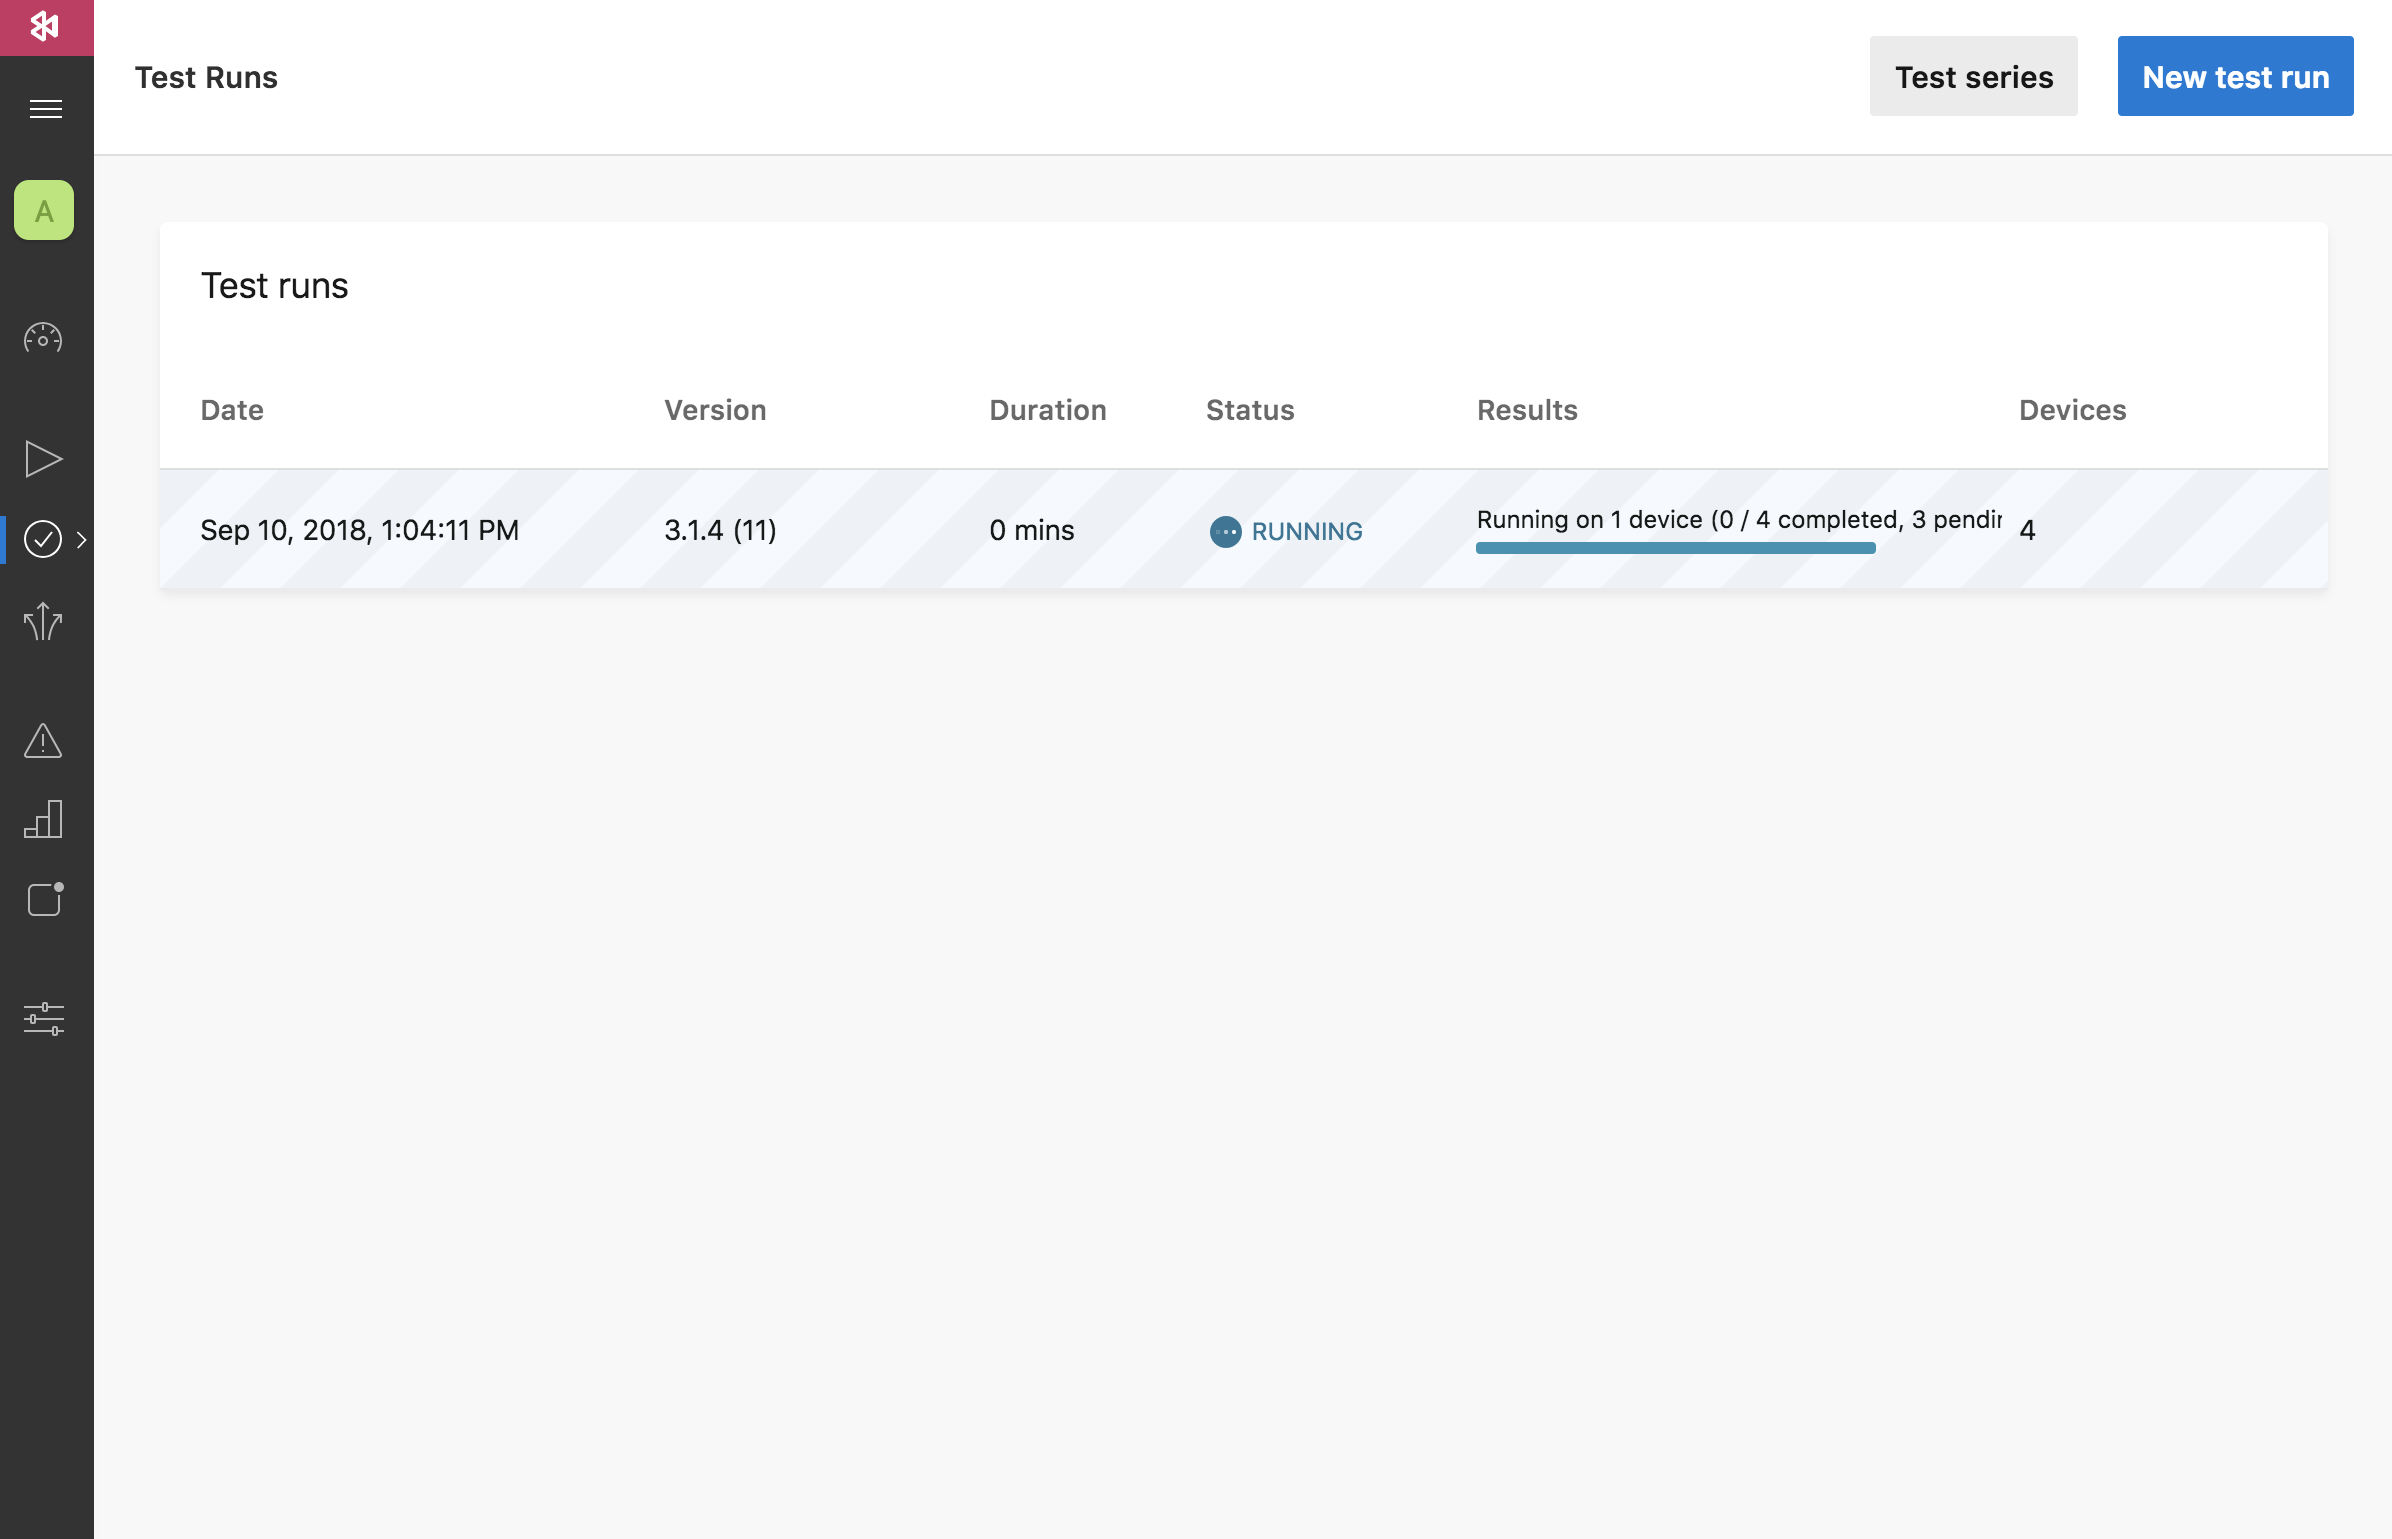 Test Runs
Test series
New test run
A
Test runs
Date Version Duration Status Results Devices
Sep 10, 2018, 1:04:11 PM 3.1.4 (11) 0 mins RUNNING Running on 1 device (0 / 4 completed, 3 4